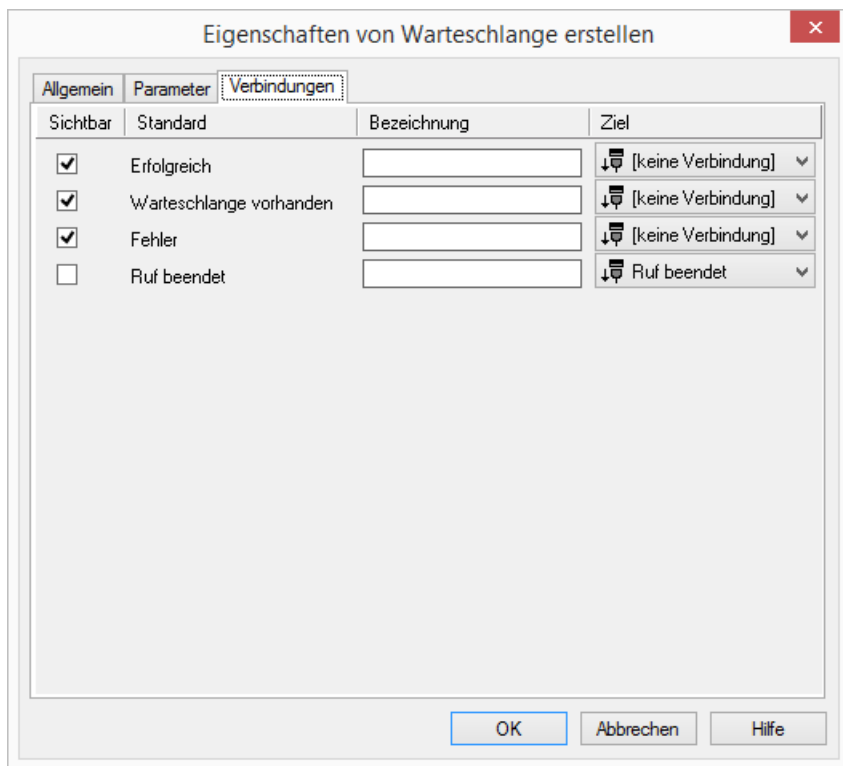 Eigenschaften von Warteschlange erstellen
Allgemein Parameter Verbindungen
Sichtbar Standard Bezeichnung Ziel
Erfolgreich [keine Verbindung]
Warteschlange vorhanden [keine Verbindung]
Fehler [keine Verbindung]
Ruf beendet Ruf beendet
OK Abbrechen Hilfe